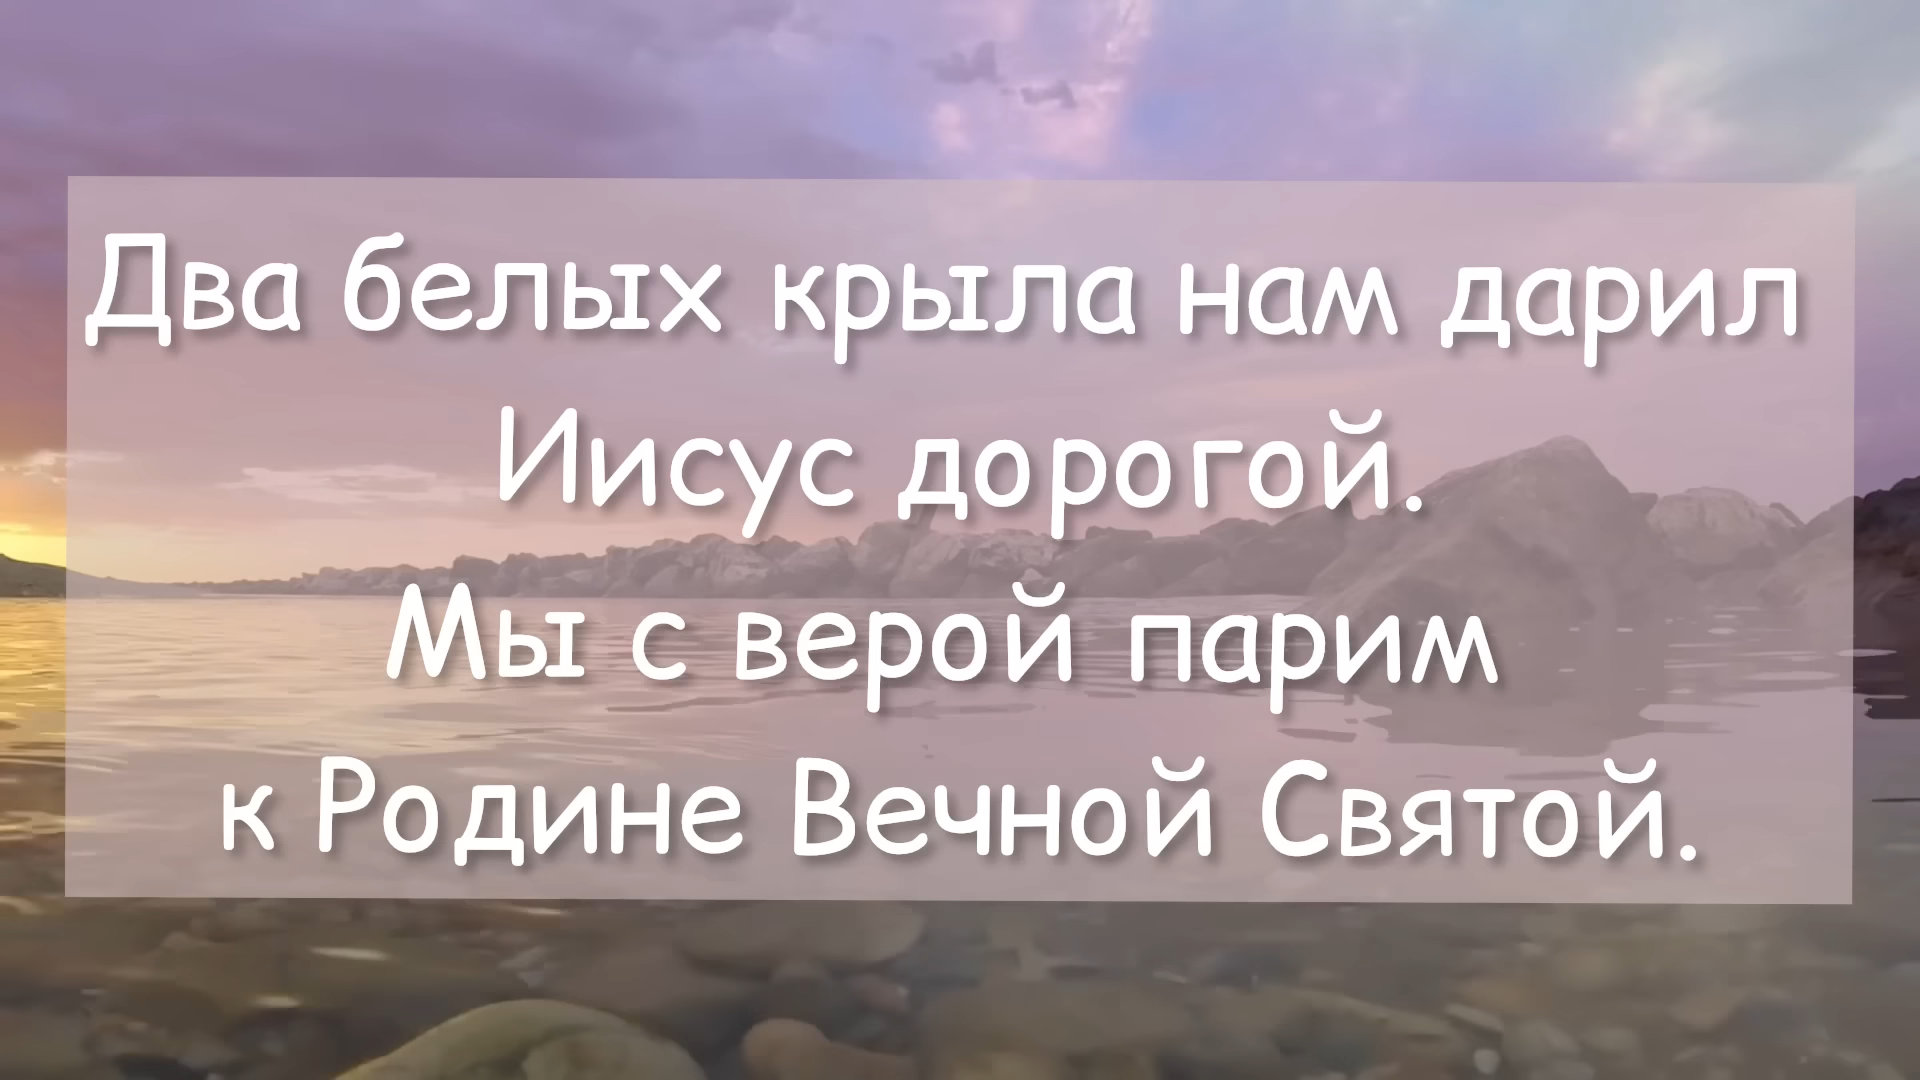 Два белых крыла нам дарил
Иисус дорогой.
Мы с верой парим
к Родине Вечной Святой.